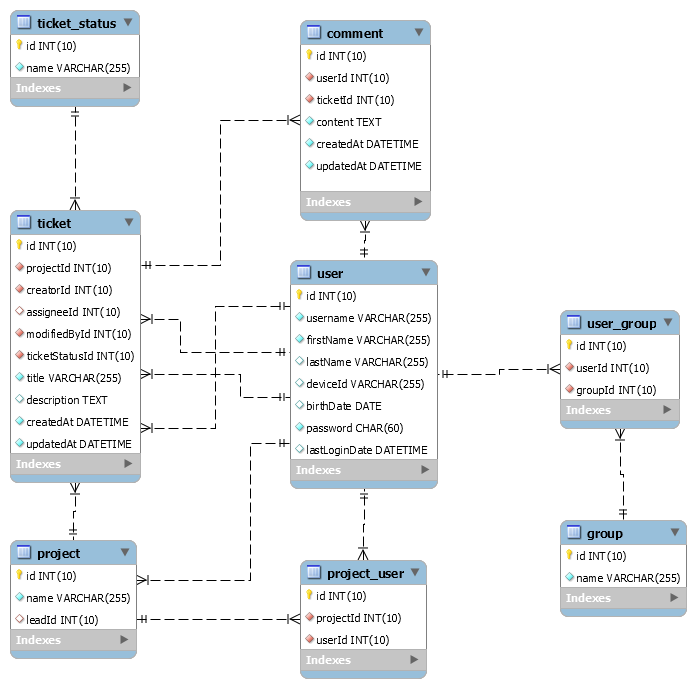 ticket_status
id INT(10)
name VARCHAR(255)
Indexes
comment
id INT(10)
userId INT(10)
ticketId INT(10)
content TEXT
createdAt DATETIME
updatedAt DATETIME
Indexes
ticket
id INT(10)
projectId INT(10)
creatorId INT(10)
assigneeId INT(10)
modifiedById INT(10)
ticketStatusId INT(10)
title VARCHAR(255)
description TEXT
createdAt DATETIME
updatedAt DATETIME
Indexes
user
id INT(10)
username VARCHAR(255)
firstName VARCHAR(255)
lastName VARCHAR(255)
deviceId VARCHAR(255)
birthDate DATE
password CHAR(60)
lastLoginDate DATETIME
Indexes
user_group
id INT(10)
userId INT(10)
groupId INT(10)
Indexes
project
id INT(10)
name VARCHAR(255)
leadId INT(10)
Indexes
project_user
id INT(10)
projectId INT(10)
userId INT(10)
Indexes
group
id INT(10)
name VARCHAR(255)
Indexes